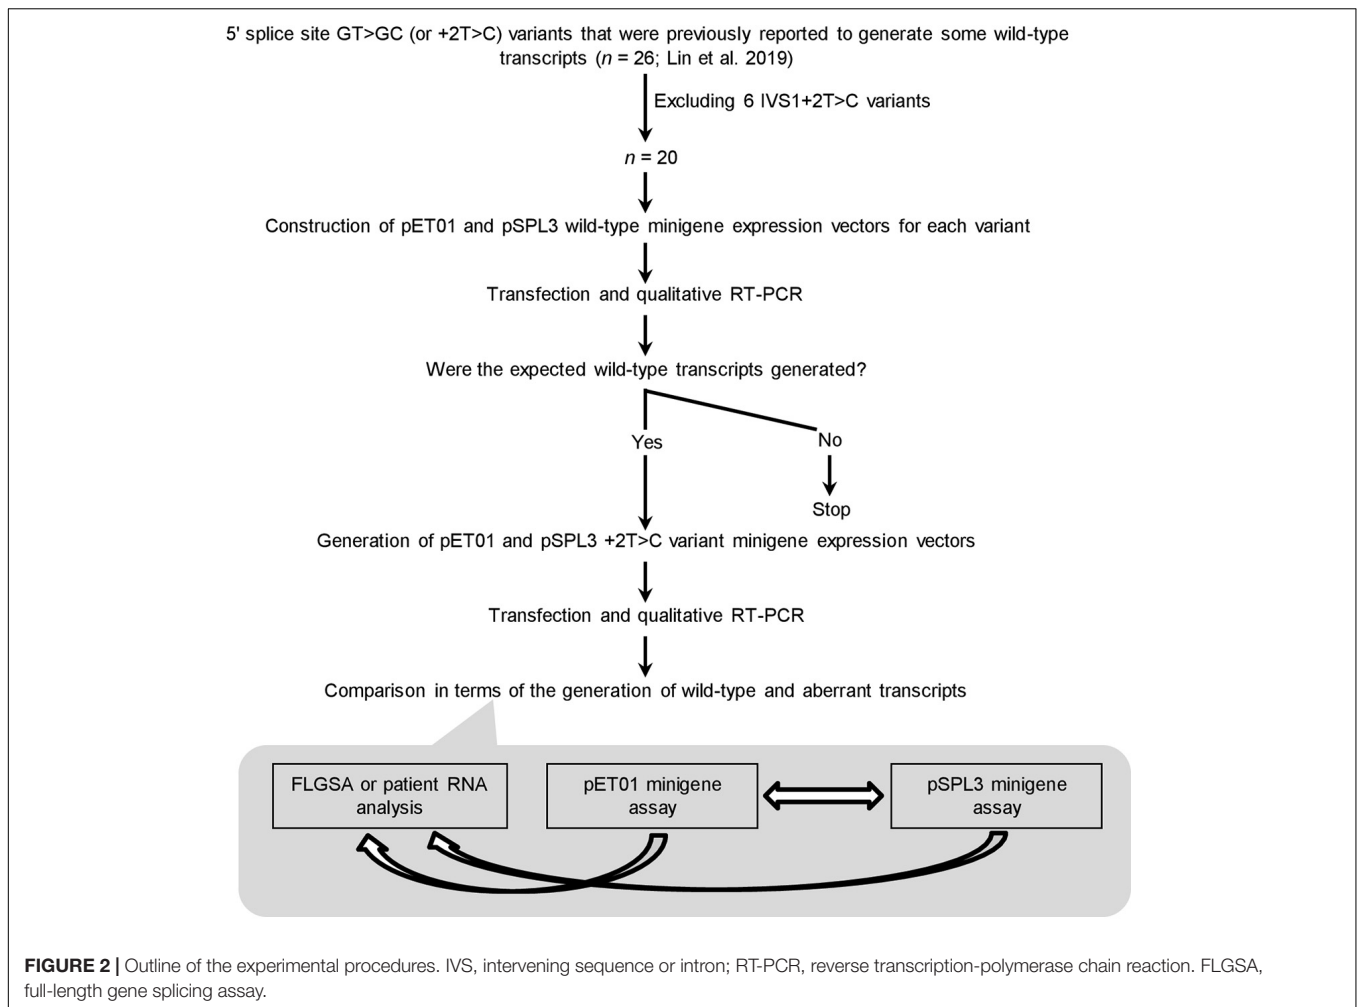 5' splice site GT>GC (or +2T>C) variants that were previously reported to generate some wild-type
transcripts (n = 26; Lin et al. 2019)
Excluding 6 IVS1+2T>C variants
n = 20
Construction of pET01 and pSPL3 wild-type minigene expression vectors for each variant
Transfection and qualitative RT-PCR
Were the expected wild-type transcripts generated?
Yes
No
Stop
Generation of pET01 and pSPL3 +2T>C variant minigene expression vectors
Transfection and qualitative RT-PCR
Comparison in terms of the generation of wild-type and aberrant transcripts
FLGSA or patient RNA
analysis
pET01 minigene
assay
pSPL3 minigene
assay
FIGURE 2 | Outline of the experimental procedures. IVS, intervening sequence or intron; RT-PCR, reverse transcription-polymerase chain reaction. FLGSA,
full-length gene splicing assay.